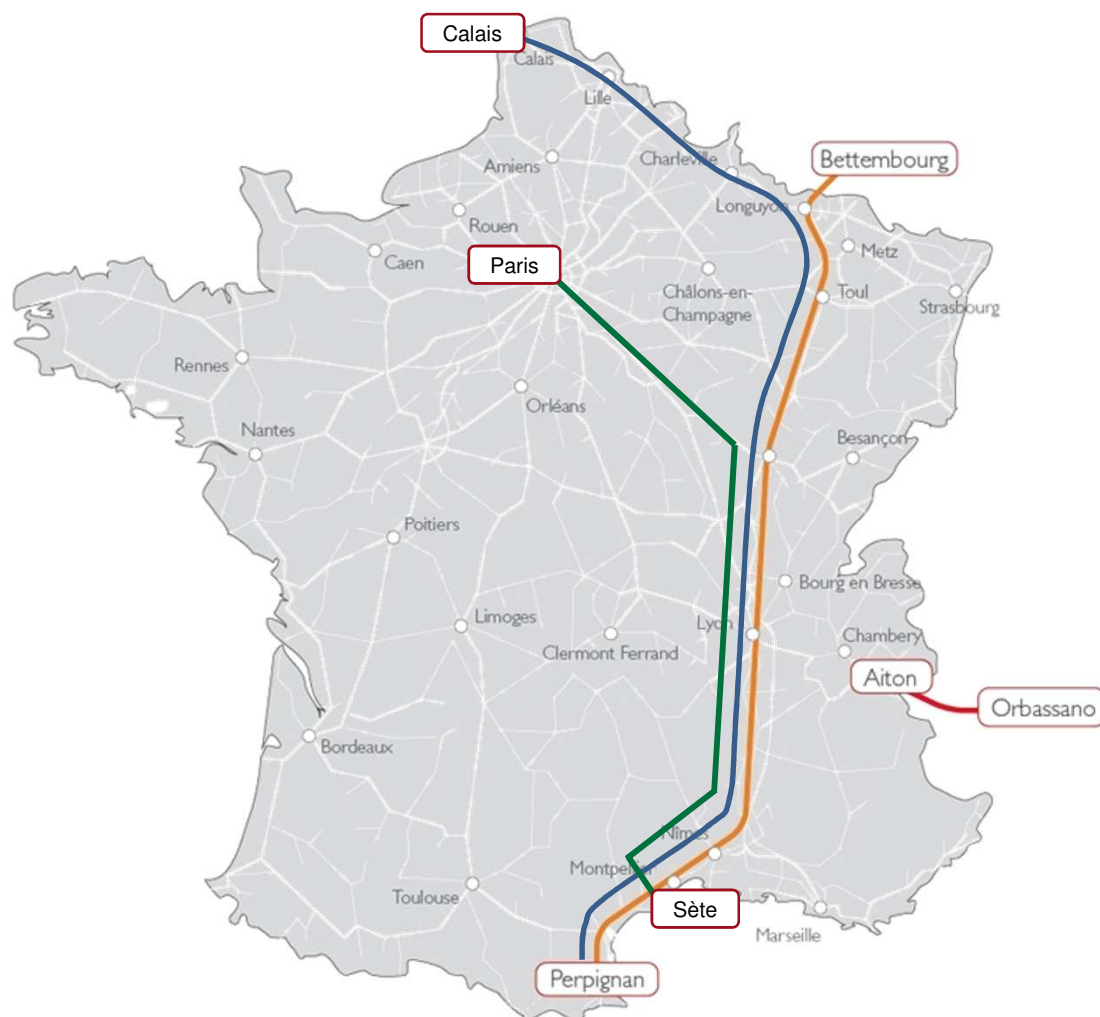 Calais
Calais
Lille
Amiens
Charleville
Bettembourg
Longuyon
Rouen
Caen
Metz
Paris
Châlons-en-
Champagne
Toul
Strasbourg
Rennes
Orléans
Nantes
Besançon
Poitiers
Bourg en Bresse
Limoges
Lyon
Clermont Ferrand
Chambery
Aiton
Orbassano
Bordeaux
Nîmes
Montpellier
Toulouse
Sète
Marseille
Perpignan